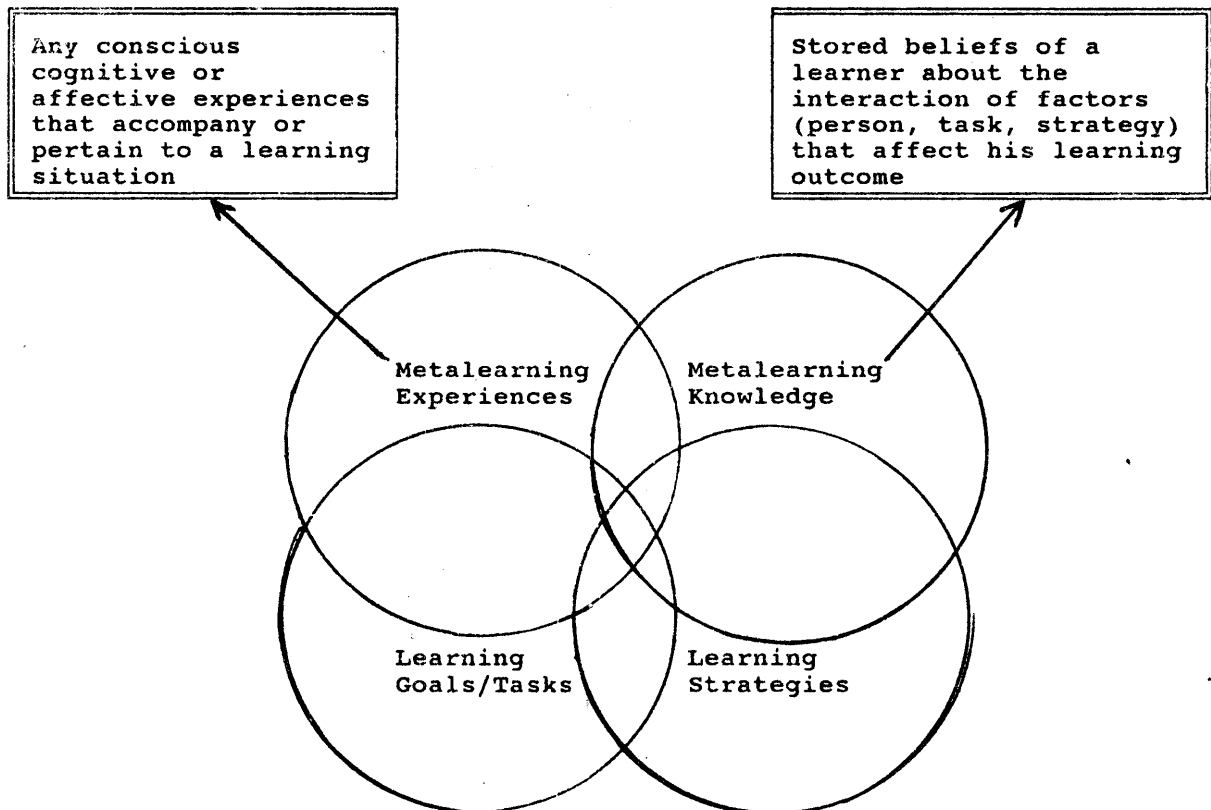 Any conscious
cognitive or
affective experiences
that accompany or
pertain to a learning
situation
Stored beliefs of a
learner about the
interaction of factors
(person, task, strategy)
that affect his learning
outcome
Metalearning
Experiences
Metalearning
Knowledge
Learning
Goals/Tasks
Learning
Strategies